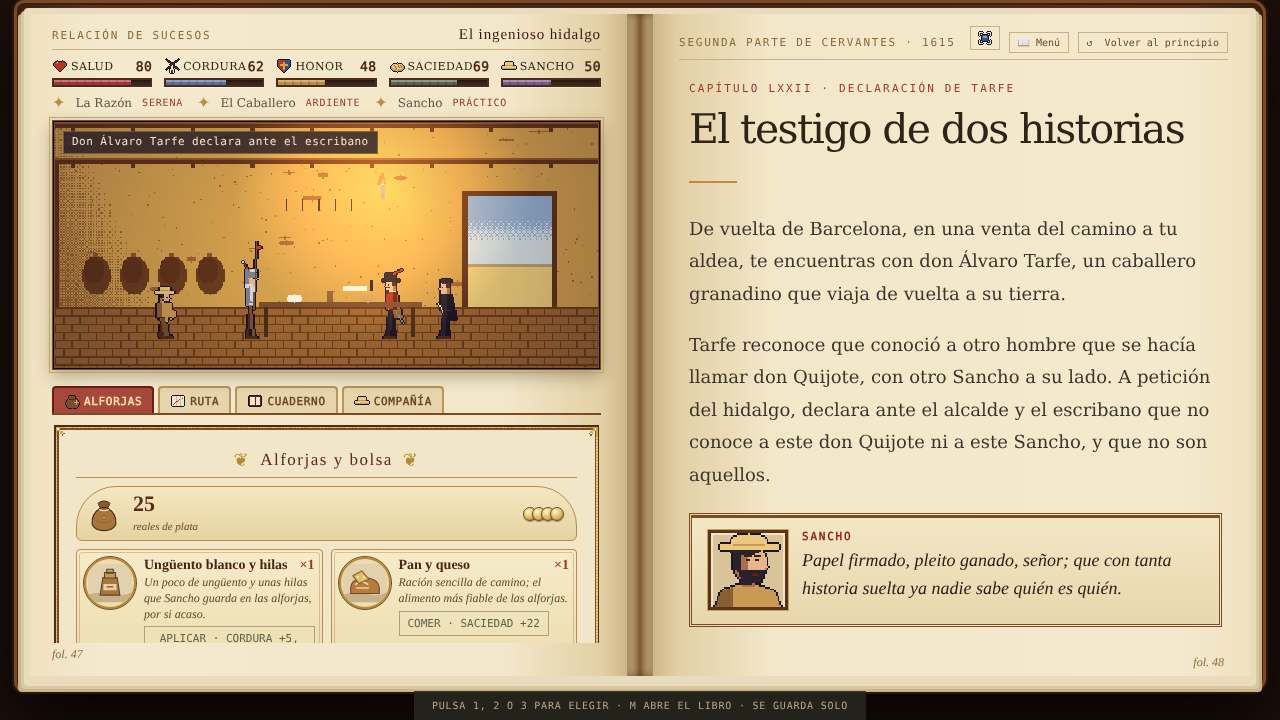 RELACIÓN DE SUCESOS
El ingenioso hidalgo
SALUD 80
CORDURA 62
HONOR 48
SACIEDAD 69
SANCHO 50
La Razón SERENA
El Caballero ARDIENTE
Sancho PRÁCTICO
Don Álvaro Tarfe declara ante el escribano
ALFORJAS
RUTA
CUADERNO
COMPAÑÍA
Alforjas y bolsa
25
reales de plata
Ungüento blanco y hilas ×1
Un poco de ungüento y unas hilas
que Sancho guarda en las alforjas,
por si acaso.
APLICAR · CORDURA +5,
Pan y queso ×1
Ración sencilla de camino; el
alimento más fiable de las alforjas.
COMER · SACIEDAD +22
fol. 47
SEGUNDA PARTE DE CERVANTES · 1615
Menú
↺ Volver al principio
CAPÍTULO LXXII · DECLARACIÓN DE TARFE
El testigo de dos historias
De vuelta de Barcelona, en una venta del camino a tu
aldea, te encuentras con don Álvaro Tarfe, un caballero
granadino que viaja de vuelta a su tierra.
Tarfe reconoce que conoció a otro hombre que se hacía
llamar don Quijote, con otro Sancho a su lado. A petición
del hidalgo, declara ante el alcalde y el escribano que no
conoce a este don Quijote ni a este Sancho, y que no son
aquellos.
SANCHO
Papel firmado, pleito ganado, señor; que con tanta
historia suelta ya nadie sabe quién es quién.
fol. 48
PULSA 1, 2 O 3 PARA ELEGIR · M ABRE EL LIBRO · SE GUARDA SOLO